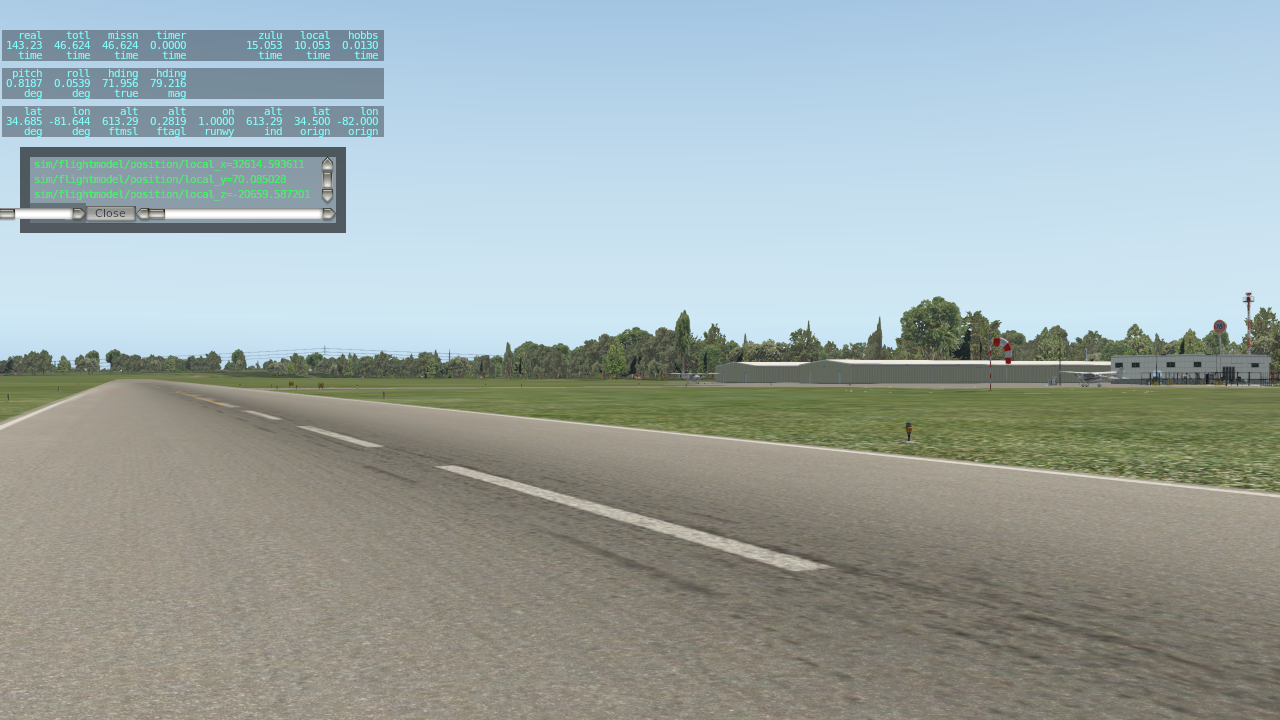 real totl missn timer zulu local hobbs
143.23 46.624 46.624 0.0000 15.053 10.053 0.0130
time time time time time time time
pitch roll hding hding
0.8187 0.0539 71.956 79.216
deg deg true mag
lat lon alt alt on alt lat lon
34.685 -81.644 613.29 0.2819 1.0000 613.29 34.500 -82.000
deg deg ftmsl ftagl runwy ind orign orign
sim/flightmodel/position/local_x=32614.593611
sim/flightmodel/position/local_y=70.085028
sim/flightmodel/position/local_z=-20659.587201
Close